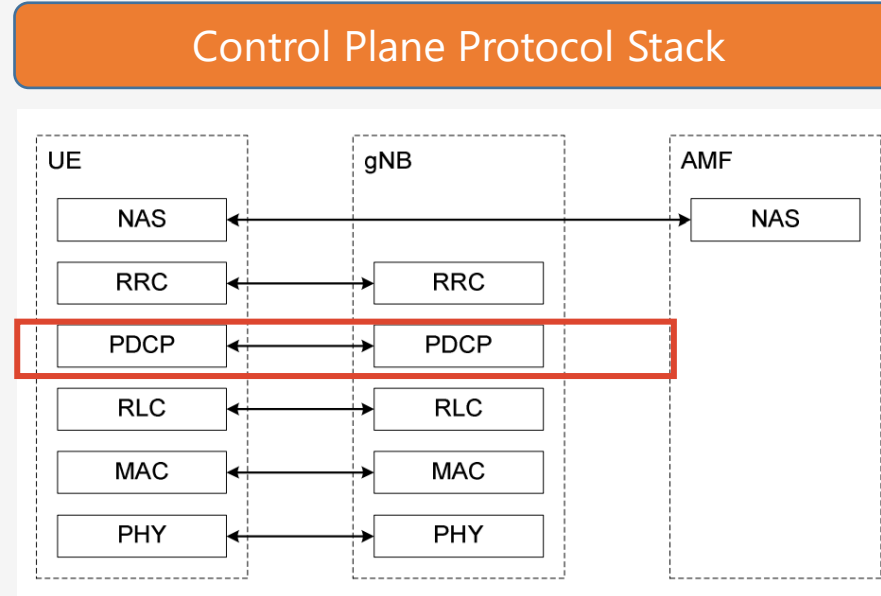 Control Plane Protocol Stack
UE gNB AMF
NAS NAS
RRC RRC
PDCP PDCP
RLC RLC
MAC MAC
PHY PHY